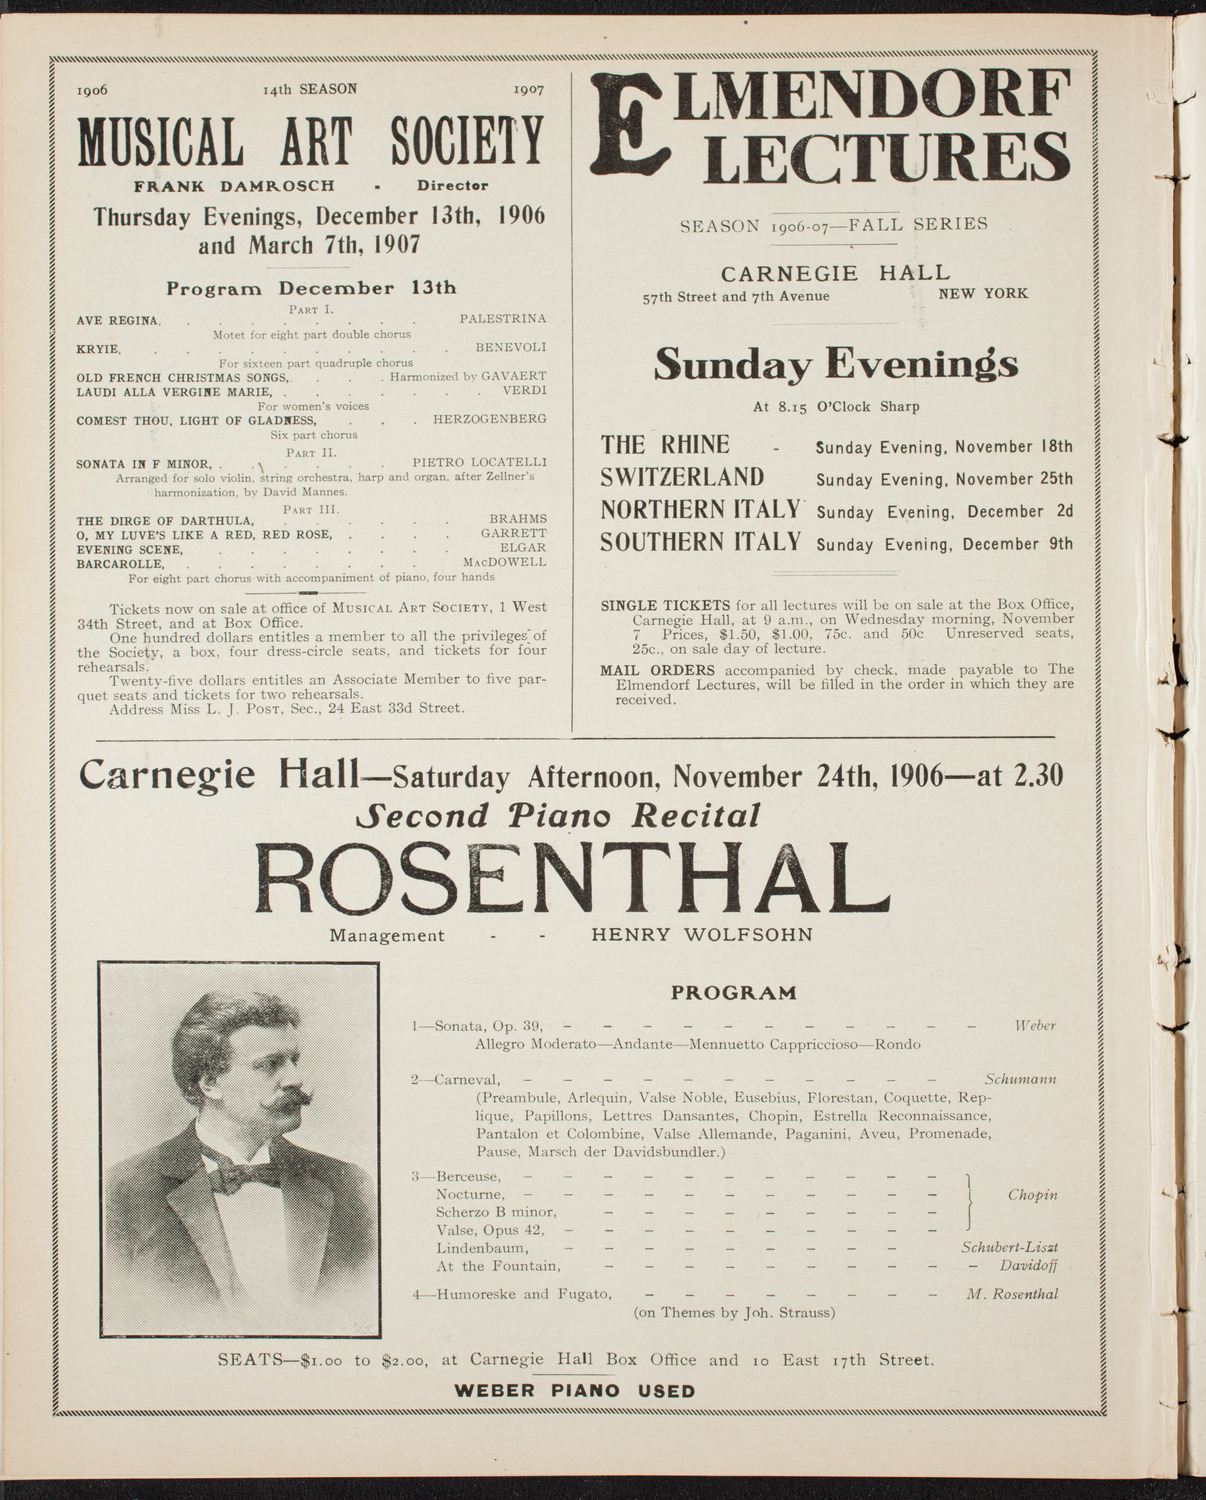 1906 14th SEASON 1907
MUSICAL ART SOCIETY
FRANK DAMROSCH - Director
Thursday Evenings, December 13th, 1906
and March 7th, 1907
Program December 13th
PART I.
AVE REGINA, . . . . . . . . PALESTRINA
Motet for eight part double chorus
KRYIE, . . . . . . . . . . BENEVOLI
For sixteen part quadruple chorus
OLD FRENCH CHRISTMAS SONGS, . . . . Harmonized by GAVAERT
LAUDI ALLA VERGINE MARIE, . . . . . . . VERDI
For women's voices
COMEST THOU, LIGHT OF GLADNESS, . . . HERZOGENBERG
Six part chorus
PART II.
SONATA IN F MINOR, . . . . . . PIETRO LOCATELLI
Arranged for solo violin, string orchestra, harp and organ, after Zellner's
harmonization, by David Mannes.
PART III.
THE DIRGE OF DARTHULA, . . . . . . . BRAHMS
O, MY LUVE'S LIKE A RED, RED ROSE, . . . . GARRETT
EVENING SCENE, . . . . . . . . ELGAR
BARCAROLLE, . . . . . . . . MACDOWELL
For eight part chorus with accompaniment of piano, four hands
Tickets now on sale at office of MUSICAL ART SOCIETY, 1 West
34th Street, and at Box Office.
One hundred dollars entitles a member to all the privileges of
the Society, a box, four dress-circle seats, and tickets for four
rehearsals.
Twenty-five dollars entitles an Associate Member to five par-
quet seats and tickets for two rehearsals.
Address Miss L. J. POST, Sec., 24 East 33d Street.
ELMENDORF
LECTURES
SEASON 1906-07—FALL SERIES
CARNEGIE HALL
57th Street and 7th Avenue NEW YORK
Sunday Evenings
At 8.15 O'Clock Sharp
THE RHINE - Sunday Evening, November 18th
SWITZERLAND Sunday Evening, November 25th
NORTHERN ITALY Sunday Evening, December 2d
SOUTHERN ITALY Sunday Evening, December 9th
SINGLE TICKETS for all lectures will be on sale at the Box Office,
Carnegie Hall, at 9 a.m., on Wednesday morning, November
7 Prices, $1.50, $1.00, 75c. and 50c Unreserved seats,
25c., on sale day of lecture.
MAIL ORDERS accompanied by check, made payable to The
Elmendorf Lectures, will be filled in the order in which they are
received.
Carnegie Hall—Saturday Afternoon, November 24th, 1906—at 2.30
Second Piano Recital
ROSENTHAL
Management - - HENRY WOLFSOHN
PROGRAM
1—Sonata, Op. 39, – – – – – – – – – – – Weber
Allegro Moderato—Andante—Mennuetto Cappriccioso—Rondo
2—Carneval, – – – – – – – – – – – Schumann
(Preambule, Arlequin, Valse Noble, Eusebius, Florestan, Coquette, Rep-
lique, Papillons, Lettres Dansantes, Chopin, Estrella Reconnaissance,
Pantalon et Colombine, Valse Allemande, Paganini, Aveu, Promenade,
Pause, Marsch der Davidsbundler.)
3—Berceuse, – – – – – – – – – – –
Nocturne, – – – – – – – – – – – Chopin
Scherzo B minor, – – – – – – – – –
Valse, Opus 42, – – – – – – – – – –
Lindenbaum, – – – – – – – – – Schubert-Liszt
At the Fountain, – – – – – – – – – – Davidoff
4—Humoreske and Fugato, – – – – – – – – M. Rosenthal
(on Themes by Joh. Strauss)
SEATS—$1.00 to $2.00, at Carnegie Hall Box Office and 10 East 17th Street.
WEBER PIANO USED